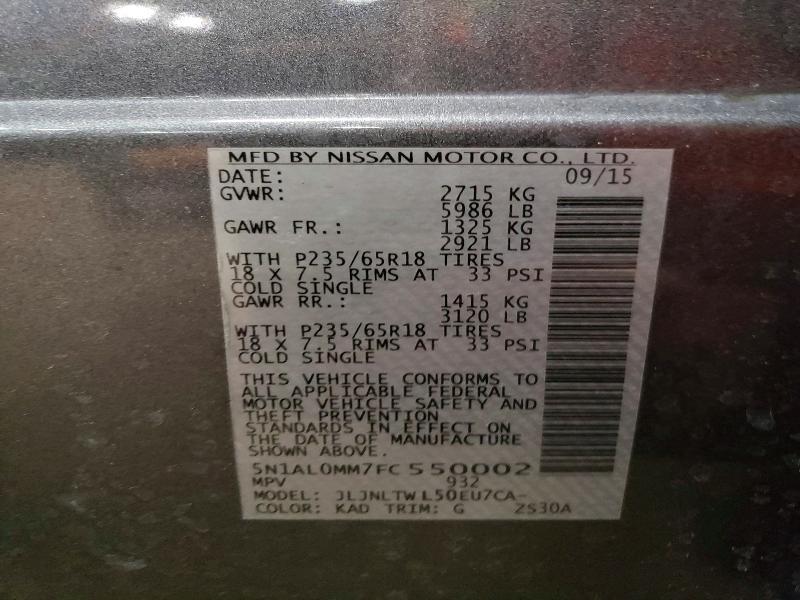 MFD BY NISSAN MOTOR CO., LTD.
DATE: 09/15
GVWR: 2715 KG
5986 LB
GAWR FR.: 1325 KG
2921 LB
WITH P235/65R18 TIRES
18 X 7.5 RIMS AT 33 PSI
COLD SINGLE
GAWR RR.: 1415 KG
3120 LB
WITH P235/65R18 TIRES
18 X 7.5 RIMS AT 33 PSI
COLD SINGLE
THIS VEHICLE CONFORMS TO
ALL APPLICABLE FEDERAL
MOTOR VEHICLE SAFETY AND
THEFT PREVENTION
STANDARDS IN EFFECT ON
THE DATE OF MANUFACTURE
SHOWN ABOVE.
5N1AL0MM7FC550002
MPV 932
MODEL: JLJNLTWL50EU7CA-
COLOR: KAD TRIM: G ZS30A